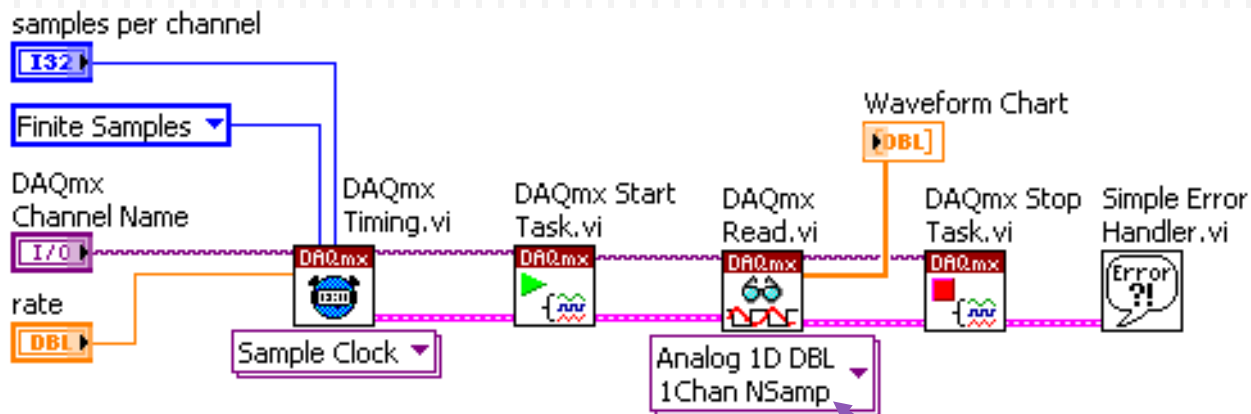 samples per channel
I32
Finite Samples
Waveform Chart
[DBL]
DAQmx
Channel Name
I/O
DAQmx
Timing.vi
DAQmx Start
Task.vi
DAQmx
Read.vi
DAQmx Stop
Task.vi
Simple Error
Handler.vi
DAQmx
DAQmx
DAQmx
DAQmx
Error
?!
rate
DBL
Sample Clock
Analog 1D DBL
1Chan NSamp